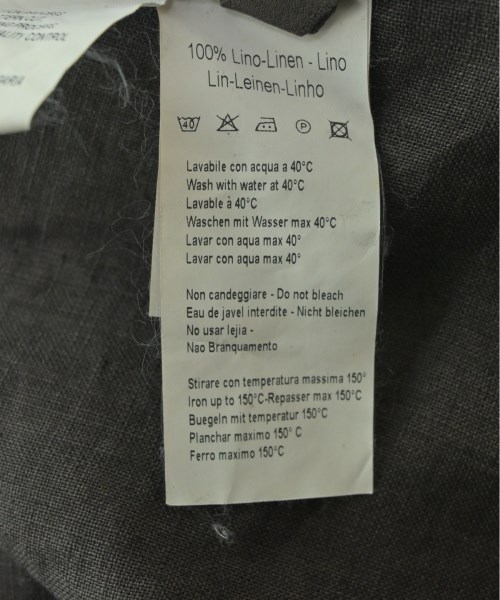 QUALITY CONTROL
100% Lino-Linen - Lino
Lin-Leinen-Linho
40 P
Lavabile con acqua a 40°C
Wash with water at 40°C
Lavable à 40°C
Waschen mit Wasser max 40°C
Lavar con aqua max 40°
Lavar con aqua max 40°
Non candeggiare - Do not bleach
Eau de javel interdite - Nicht bleichen
No usar lejia -
Nao Branquamento
Stirare con temperatura massima 150°
Iron up to 150°C-Repasser max 150°C
Buegeln mit temperatur 150°C
Planchar maximo 150° C
Ferro maximo 150°C